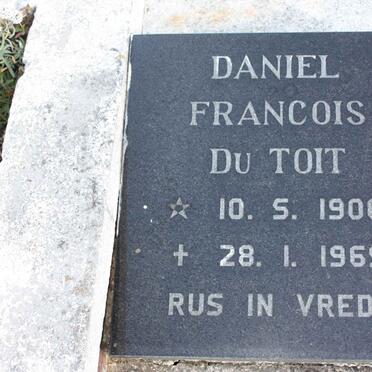 DANIEL
FRANCOIS
DU TOIT
☆ 10. 5. 190
+ 28. 1. 196
RUS IN VRED